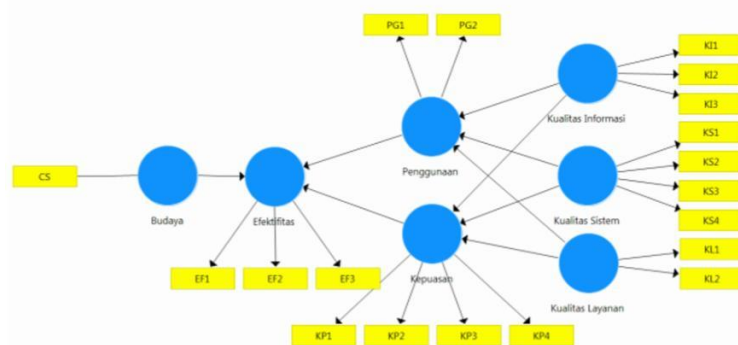 PG1
PG2
KI1
KI2
KI3
Kualitas Informasi
KS1
KS2
KS3
KS4
Penggunaan
CS
Budaya
Efektifitas
Kualitas Sistem
KL1
KL2
EF1
EF2
EF3
Kepuasan
Kualitas Layanan
KP1
KP2
KP3
KP4